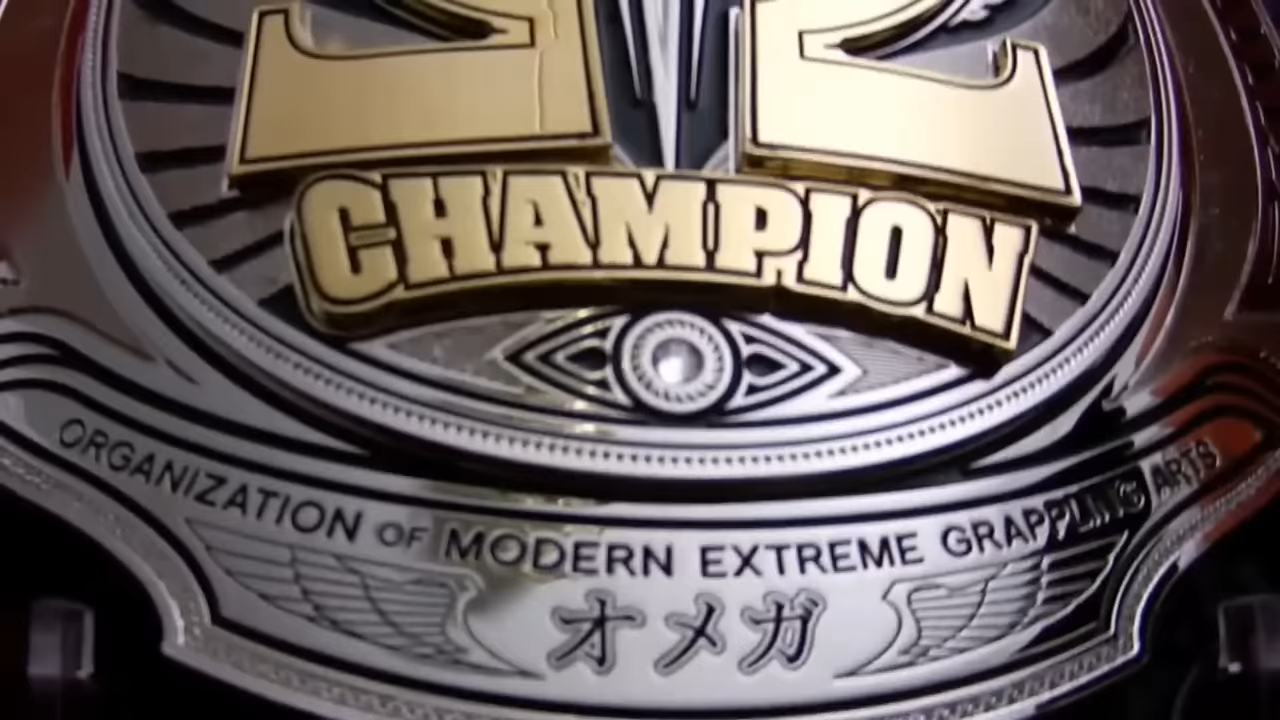 CHAMPION
ORGANIZATION OF MODERN EXTREME GRAPPLING ARTS
オメガ